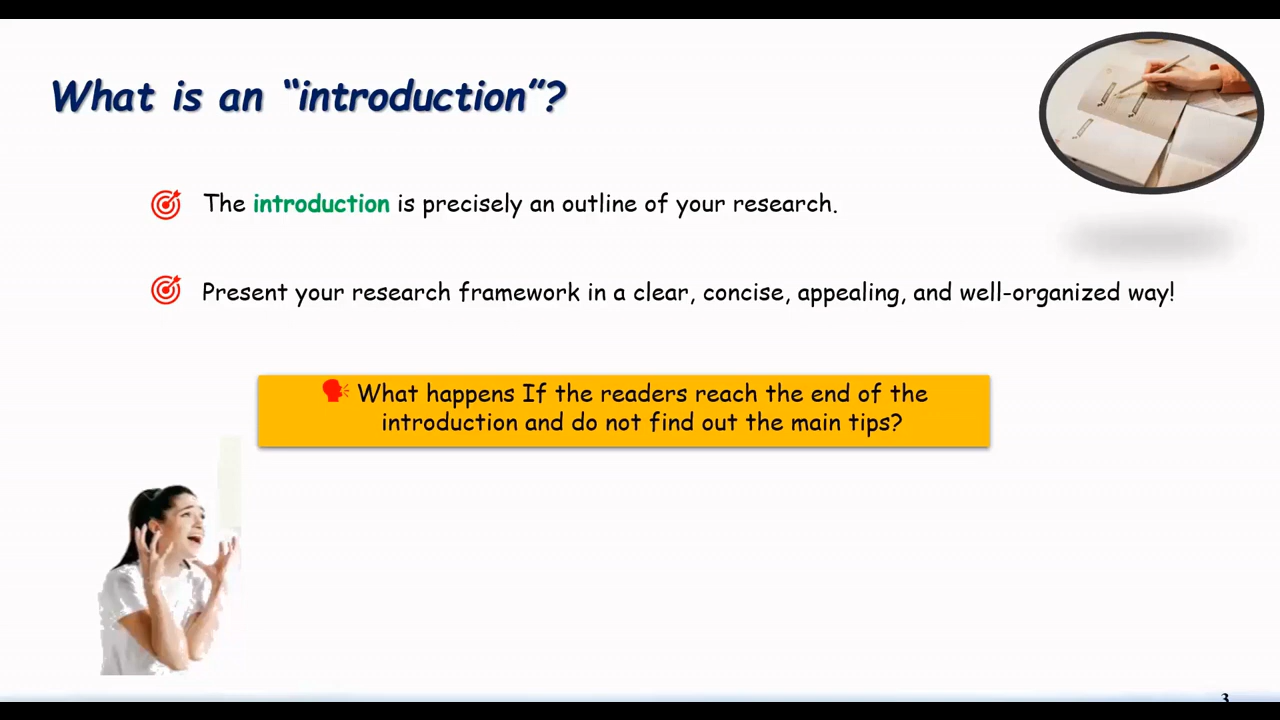 What is an “introduction”?
The introduction is precisely an outline of your research.
Present your research framework in a clear, concise, appealing, and well-organized way!
What happens If the readers reach the end of the
introduction and do not find out the main tips?
3